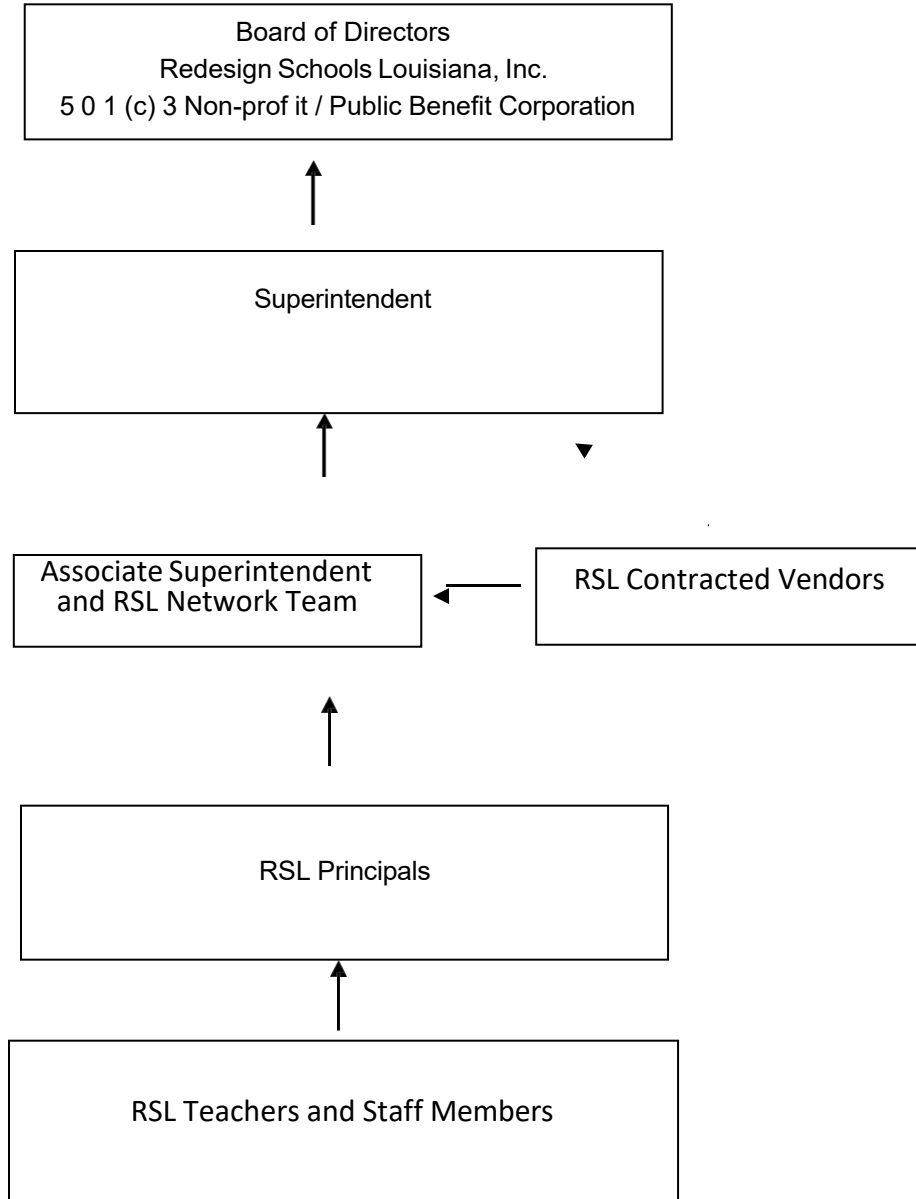 Board of Directors
Redesign Schools Louisiana, Inc.
5 0 1 (c) 3 Non-prof it / Public Benefit Corporation
Superintendent
Associate Superintendent
and RSL Network Team
RSL Contracted Vendors
RSL Principals
RSL Teachers and Staff Members